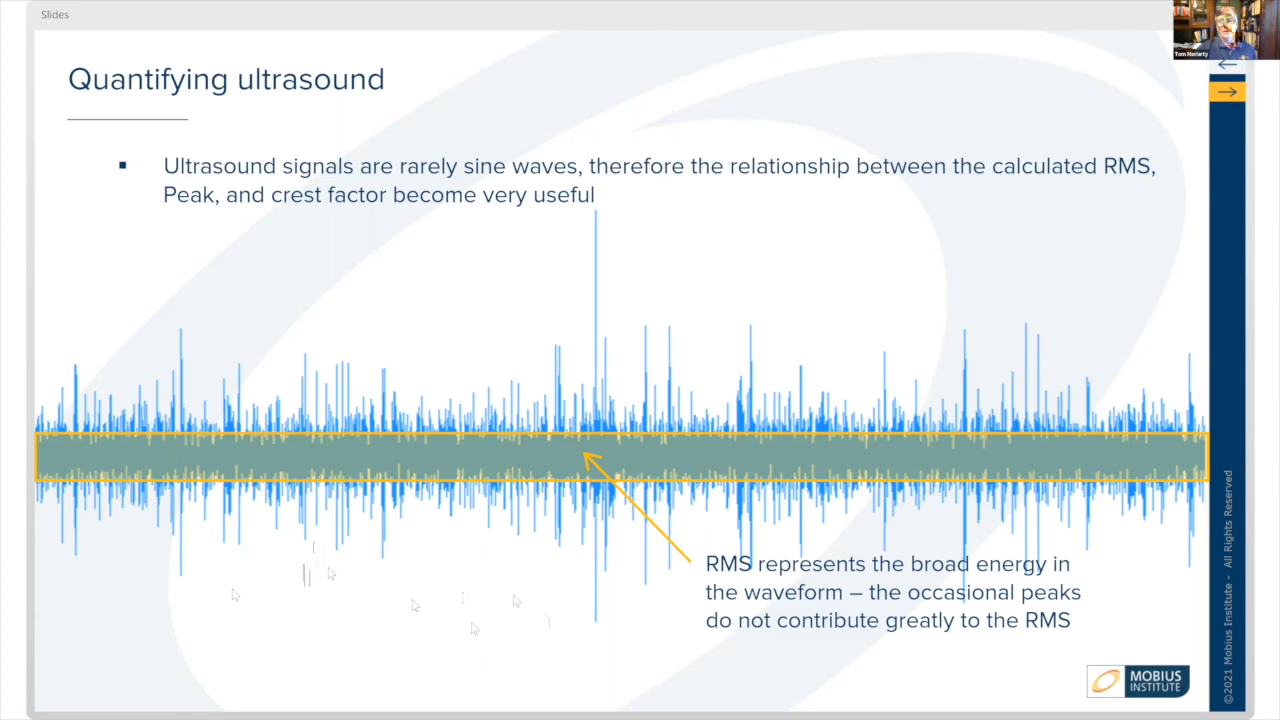 Slides
Tom Moriarty
Quantifying ultrasound
▪ Ultrasound signals are rarely sine waves, therefore the relationship between the calculated RMS,
Peak, and crest factor become very useful
RMS represents the broad energy in
the waveform – the occasional peaks
do not contribute greatly to the RMS
MOBIUS
INSTITUTE
©2021 Mobius Institute - All Rights Reserved